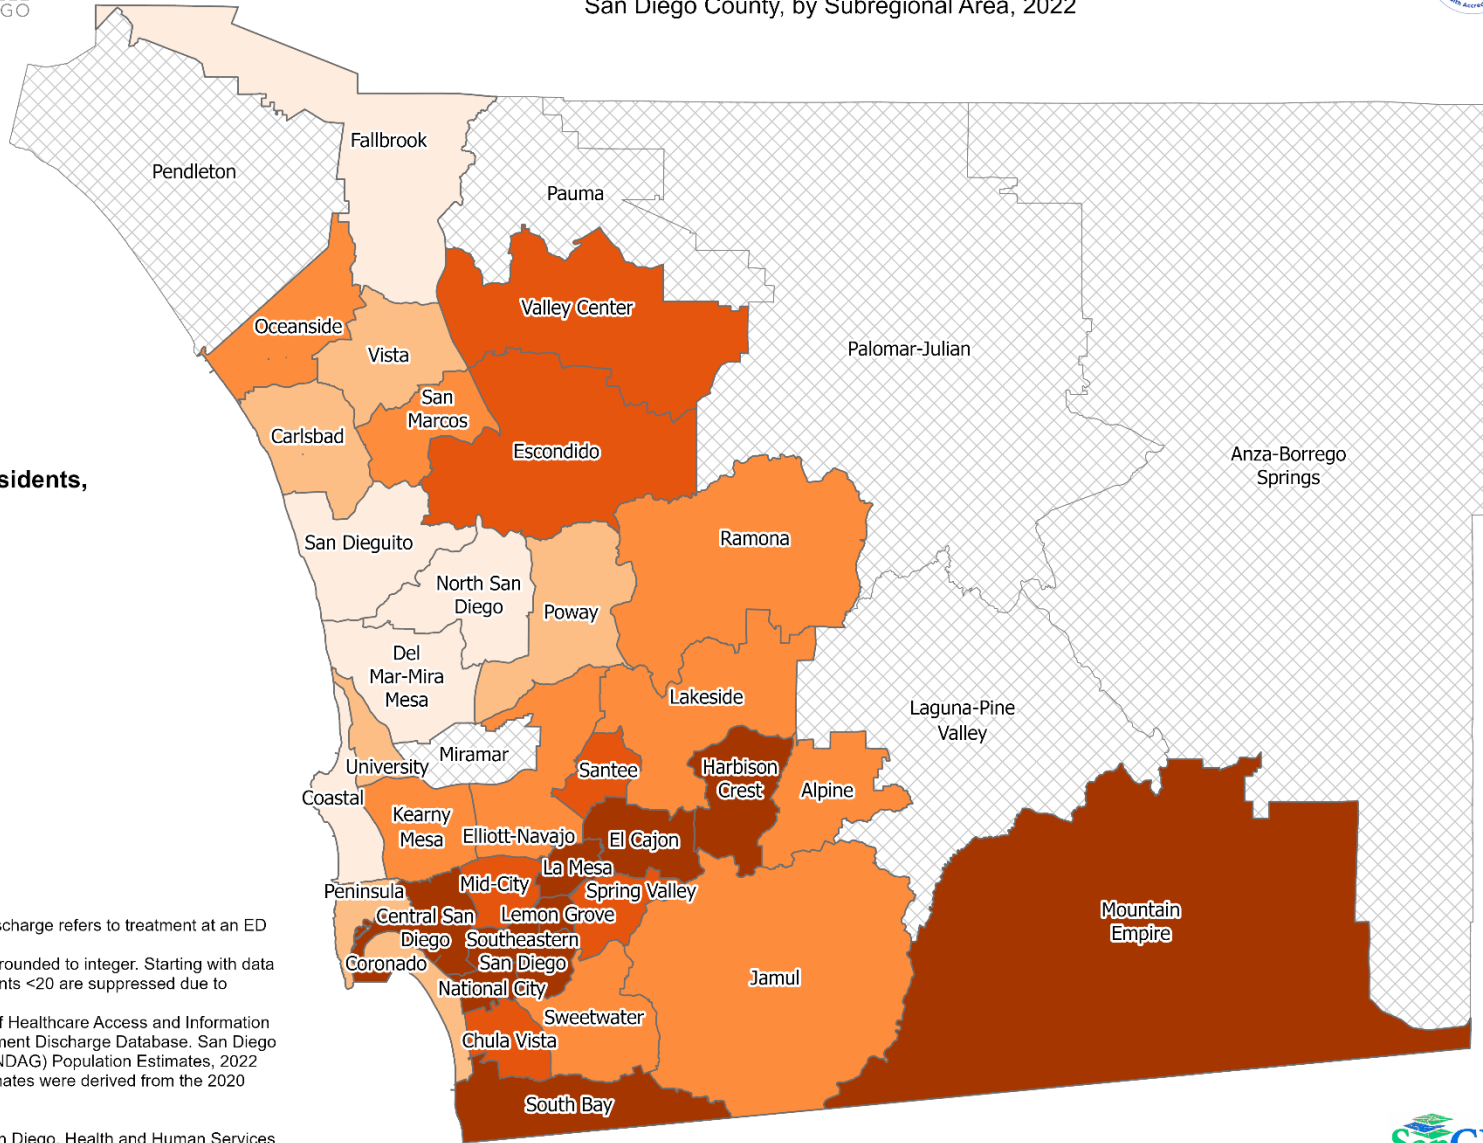 GO
San Diego County, by Subregional Area, 2022
Fallbrook
Pendleton
Pauma
Valley Center
Oceanside
Vista
Palomar-Julian
San
Marcos
Carlsbad
Escondido
Anza-Borrego
Springs
sidents,
Ramona
San Dieguito
North San
Diego
Poway
Del
Mar-Mira
Mesa
Lakeside
Laguna-Pine
Valley
Miramar
University
Santee
Harbison
Crest
Alpine
Coastal
Kearny
Mesa
Elliott-Navajo
El Cajon
La Mesa
Peninsula
Mid-City
Spring Valley
Central San
Diego
Lemon Grove
Mountain
Empire
Southeastern
San Diego
Coronado
National City
Jamul
Sweetwater
Chula Vista
South Bay
scharge refers to treatment at an ED
rounded to integer. Starting with data
nts <20 are suppressed due to
f Healthcare Access and Information
ment Discharge Database. San Diego
NDAG) Population Estimates, 2022
mates were derived from the 2020
n Diego, Health and Human Services